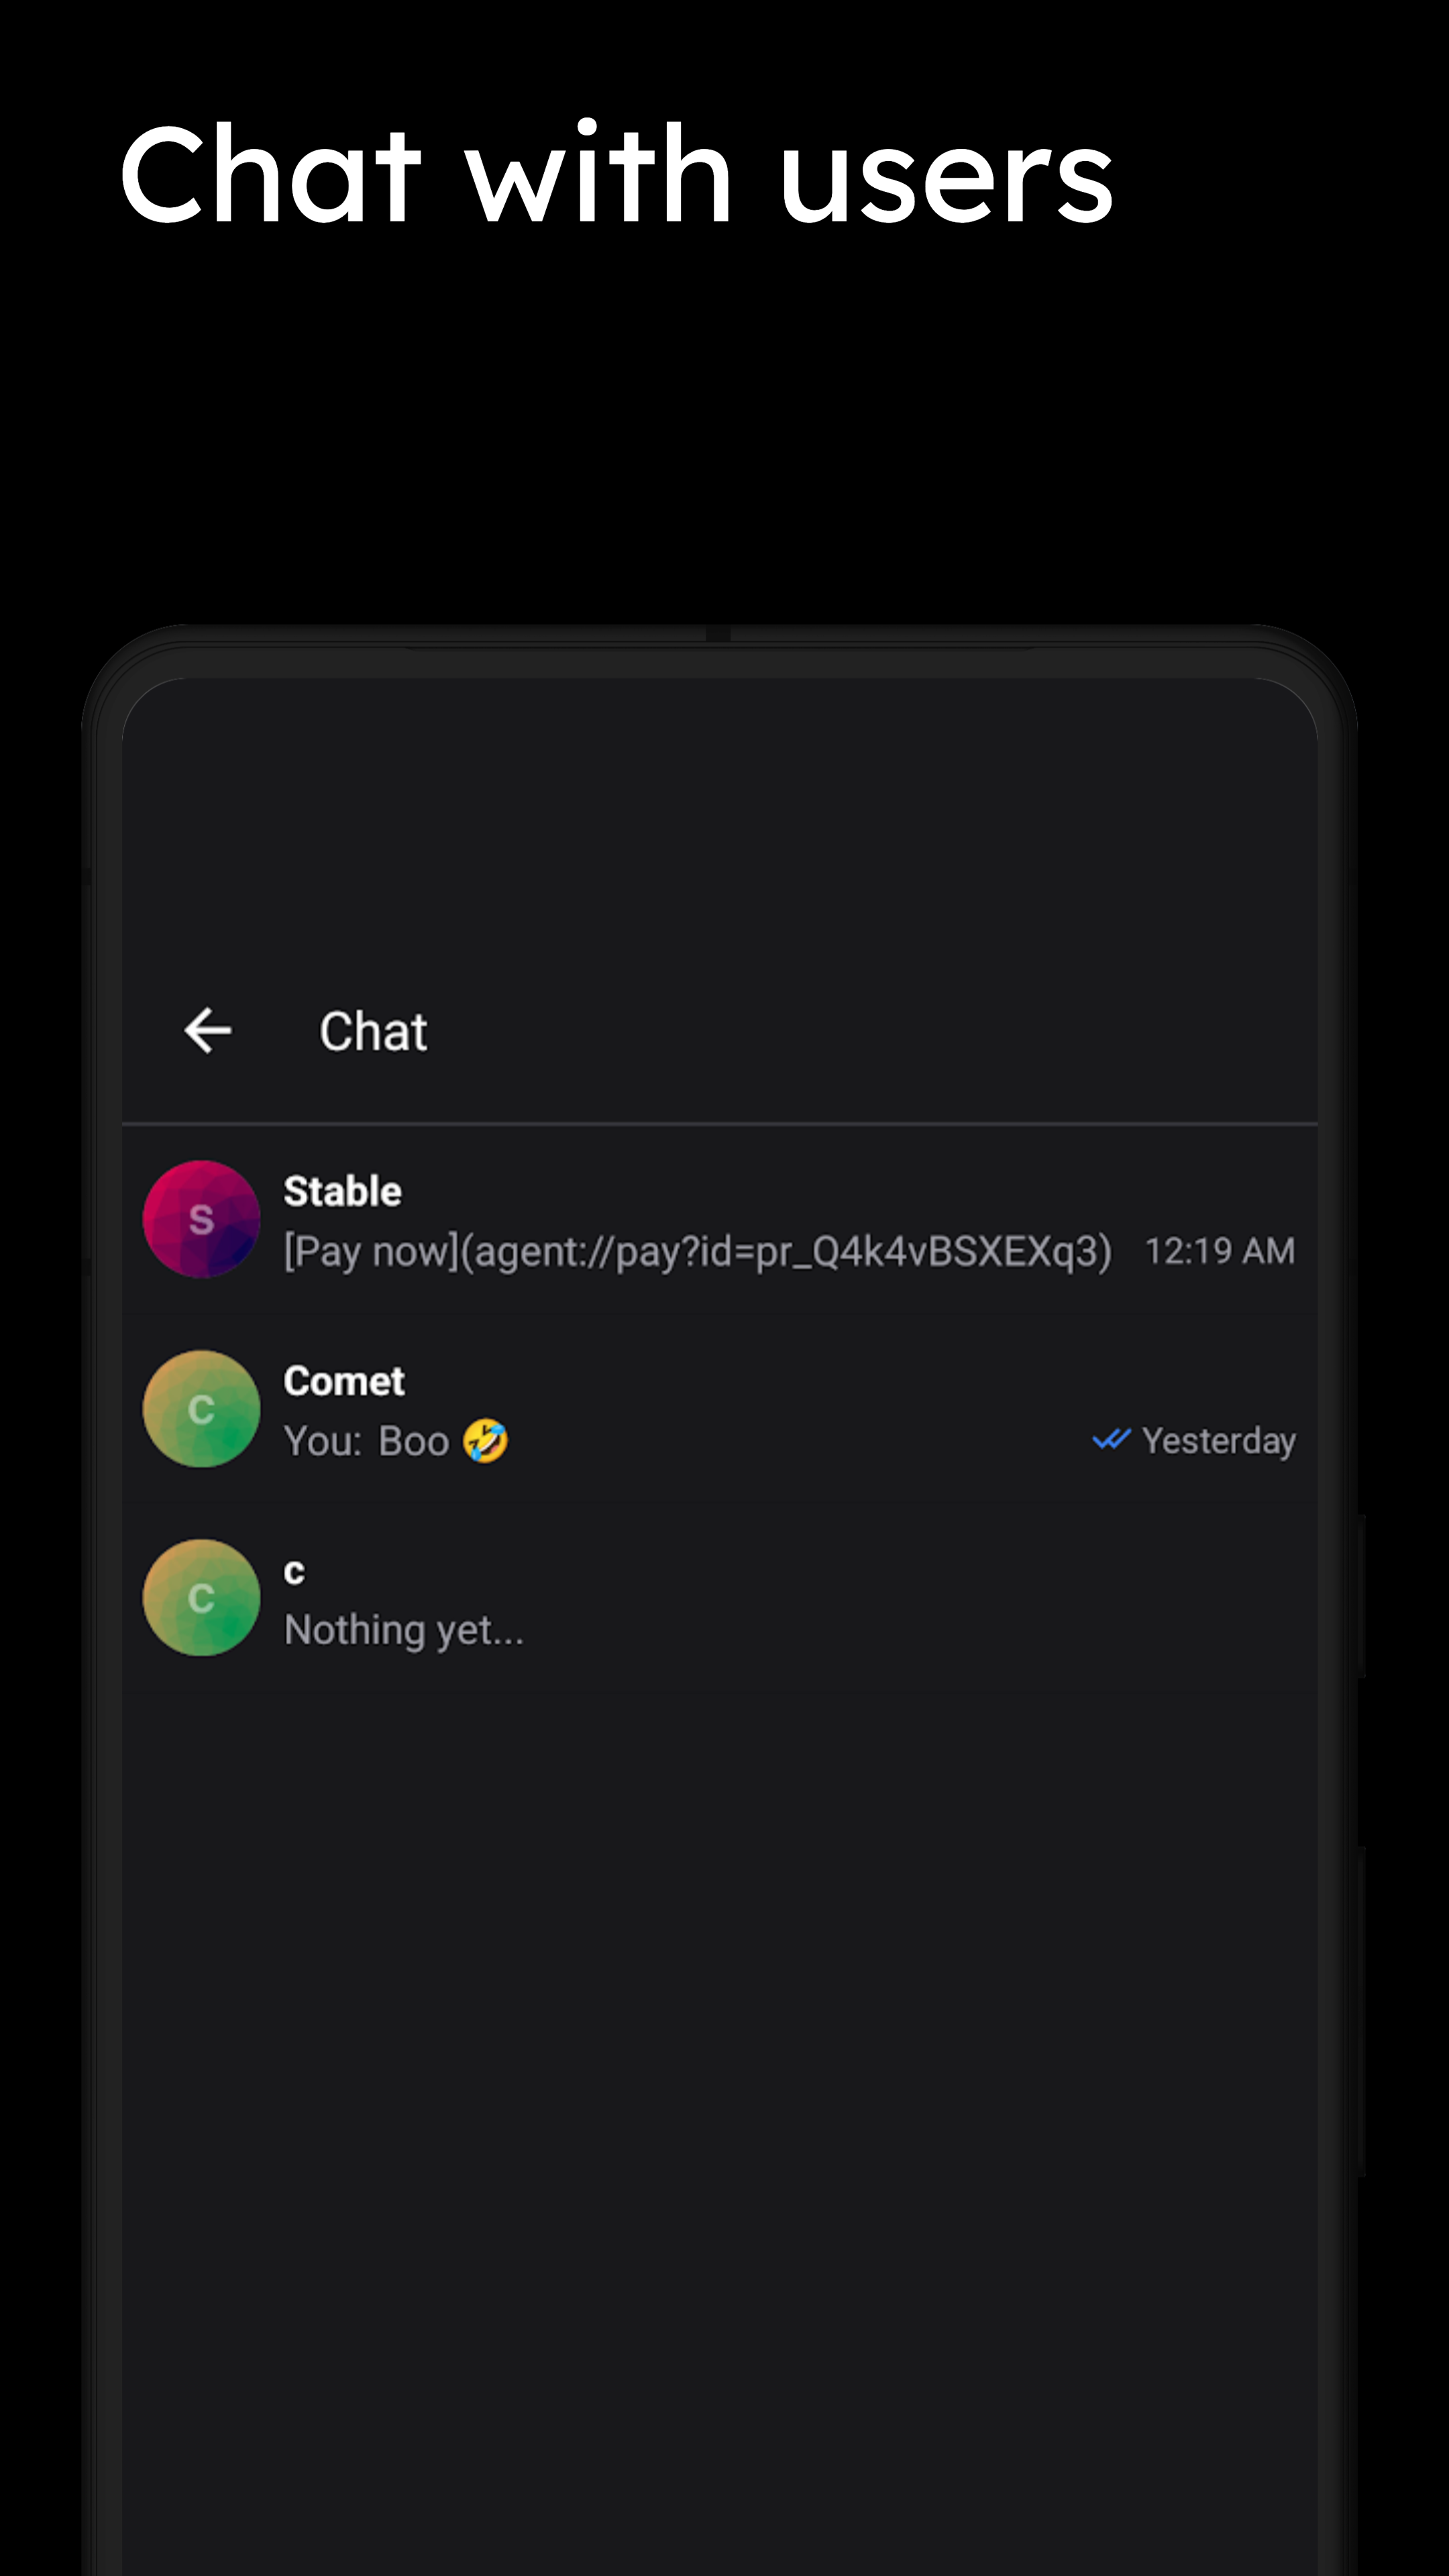 Chat with users
Chat
S
Stable
[Pay now](agent://pay?id=pr_Q4k4vBSXEXq3) 12:19 AM
C
Comet
You: Boo 🤣 Yesterday
C
c
Nothing yet...